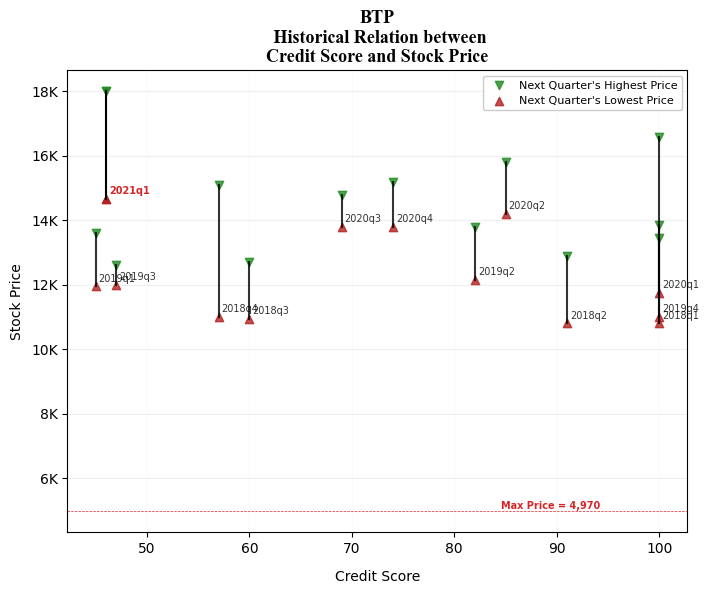 BTP
Historical Relation between
Credit Score and Stock Price
Next Quarter's Highest Price
Next Quarter's Lowest Price
18K
16K
14K
12K
10K
8K
6K
Stock Price
2021q1
2019q1
2019q3
2018q4
2018q3
2020q3
2020q4
2019q2
2020q2
2018q2
2020q1
2019q4
2018q1
Max Price = 4,970
50
60
70
80
90
100
Credit Score